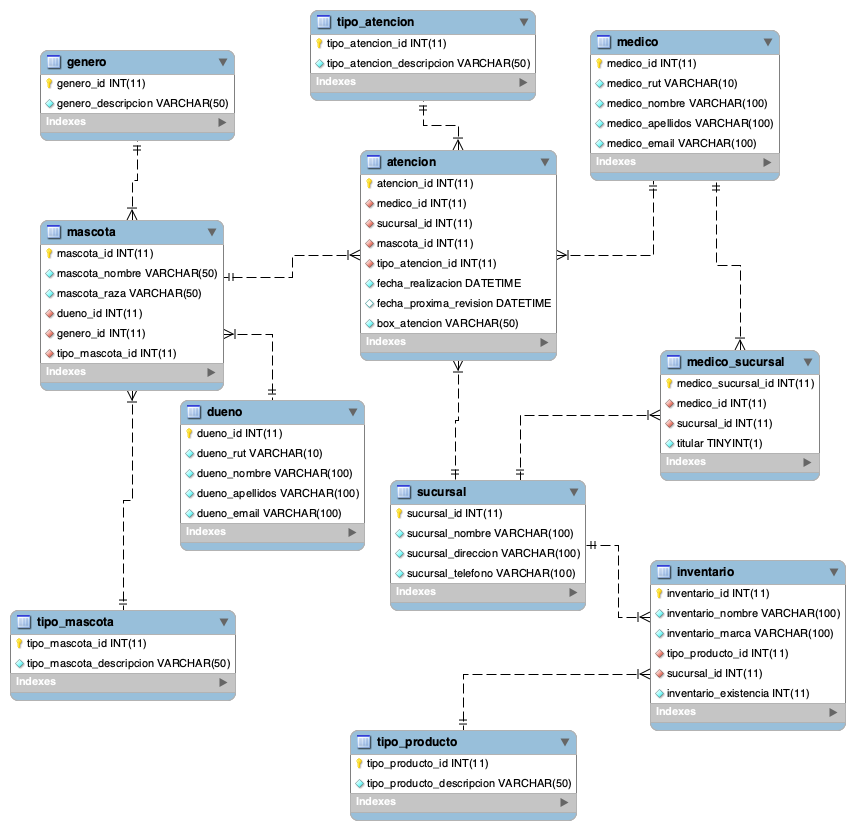 tipo_atencion
tipo_atencion_id INT(11)
tipo_atencion_descripcion VARCHAR(50)
Indexes
medico
medico_id INT(11)
medico_rut VARCHAR(10)
medico_nombre VARCHAR(100)
medico_apellidos VARCHAR(100)
medico_email VARCHAR(100)
Indexes
genero
genero_id INT(11)
genero_descripcion VARCHAR(50)
Indexes
atencion
atencion_id INT(11)
medico_id INT(11)
sucursal_id INT(11)
mascota_id INT(11)
tipo_atencion_id INT(11)
fecha_realizacion DATETIME
fecha_proxima_revision DATETIME
box_atencion VARCHAR(50)
Indexes
mascota
mascota_id INT(11)
mascota_nombre VARCHAR(50)
mascota_raza VARCHAR(50)
dueno_id INT(11)
genero_id INT(11)
tipo_mascota_id INT(11)
Indexes
medico_sucursal
medico_sucursal_id INT(11)
medico_id INT(11)
sucursal_id INT(11)
titular TINYINT(1)
Indexes
dueno
dueno_id INT(11)
dueno_rut VARCHAR(10)
dueno_nombre VARCHAR(100)
dueno_apellidos VARCHAR(100)
dueno_email VARCHAR(100)
Indexes
sucursal
sucursal_id INT(11)
sucursal_nombre VARCHAR(100)
sucursal_direccion VARCHAR(100)
sucursal_telefono VARCHAR(100)
Indexes
inventario
inventario_id INT(11)
inventario_nombre VARCHAR(100)
inventario_marca VARCHAR(100)
tipo_producto_id INT(11)
sucursal_id INT(11)
inventario_existencia INT(11)
Indexes
tipo_mascota
tipo_mascota_id INT(11)
tipo_mascota_descripcion VARCHAR(50)
Indexes
tipo_producto
tipo_producto_id INT(11)
tipo_producto_descripcion VARCHAR(50)
Indexes